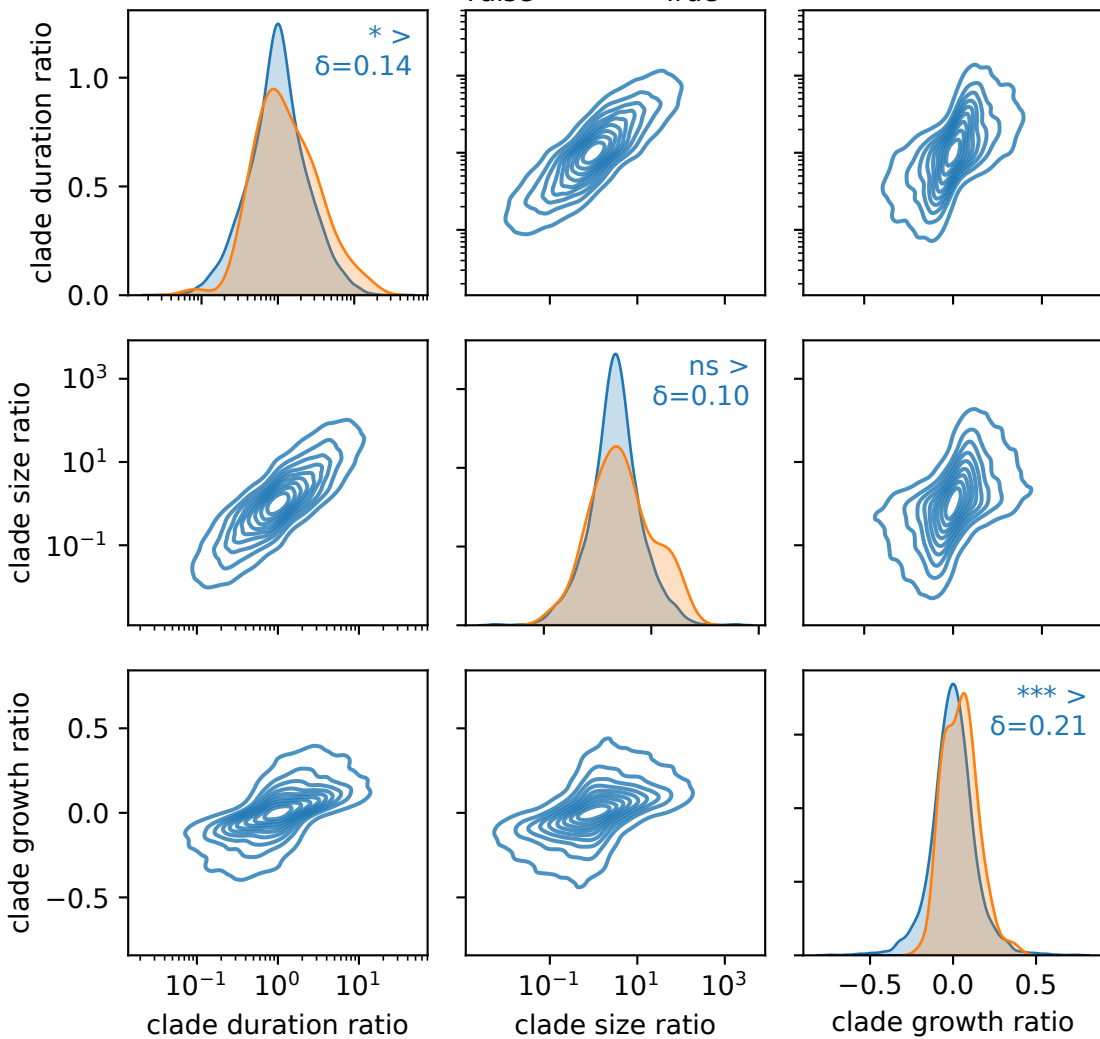 * >
δ=0.14
clade duration ratio
1.0
0.5
0.0
ns >
δ=0.10
clade size ratio
10³
10¹
10⁻¹
*** >
δ=0.21
clade growth ratio
0.5
0.0
−0.5
10⁻¹ 10⁰ 10¹
10⁻¹ 10¹ 10³
−0.5 0.0 0.5
clade duration ratio
clade size ratio
clade growth ratio